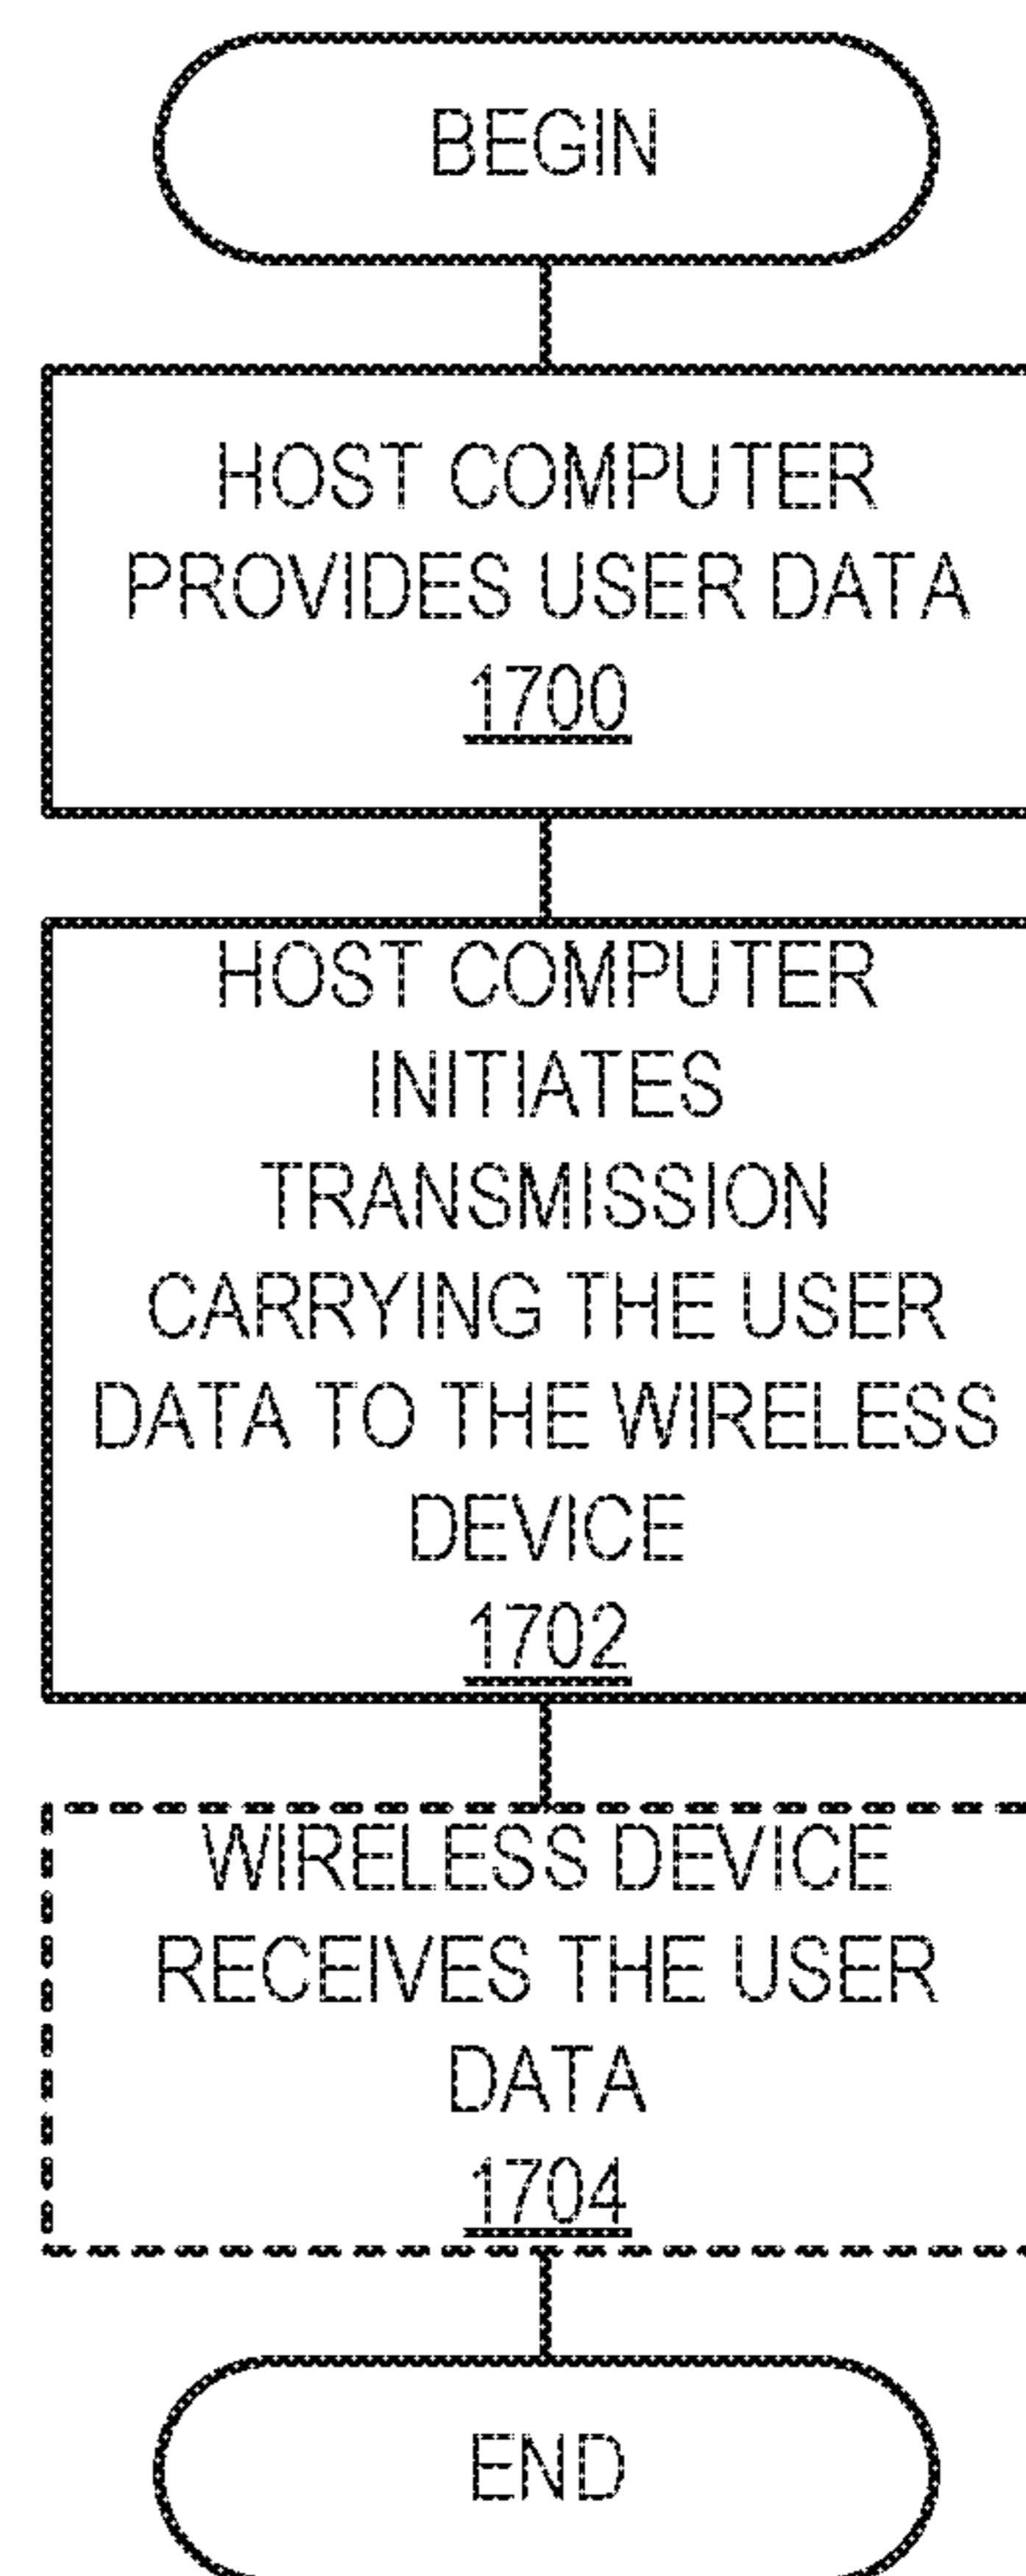 BEGIN
HOST COMPUTER
PROVIDES USER DATA
1700
HOST COMPUTER
INITIATES
TRANSMISSION
CARRYING THE USER
DATA TO THE WIRELESS
DEVICE
1702
WIRELESS DEVICE
RECEIVES THE USER
DATA
1704
END